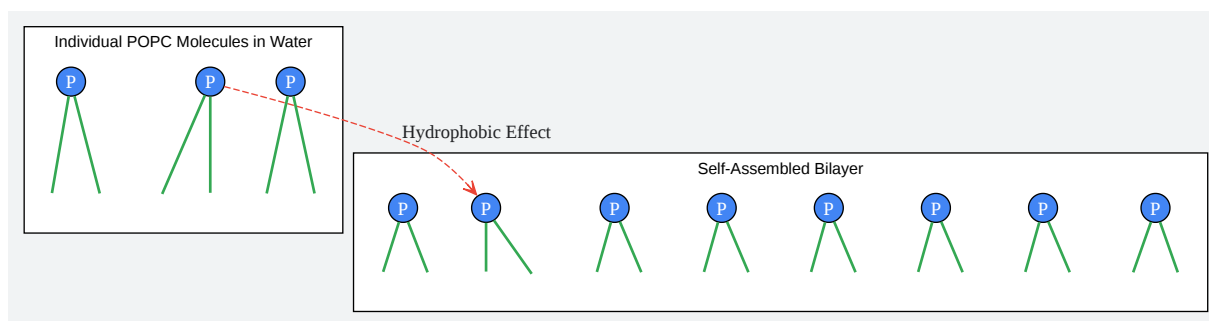 Individual POPC Molecules in Water
P P P
Hydrophobic Effect
Self-Assembled Bilayer
P P P P P P P P